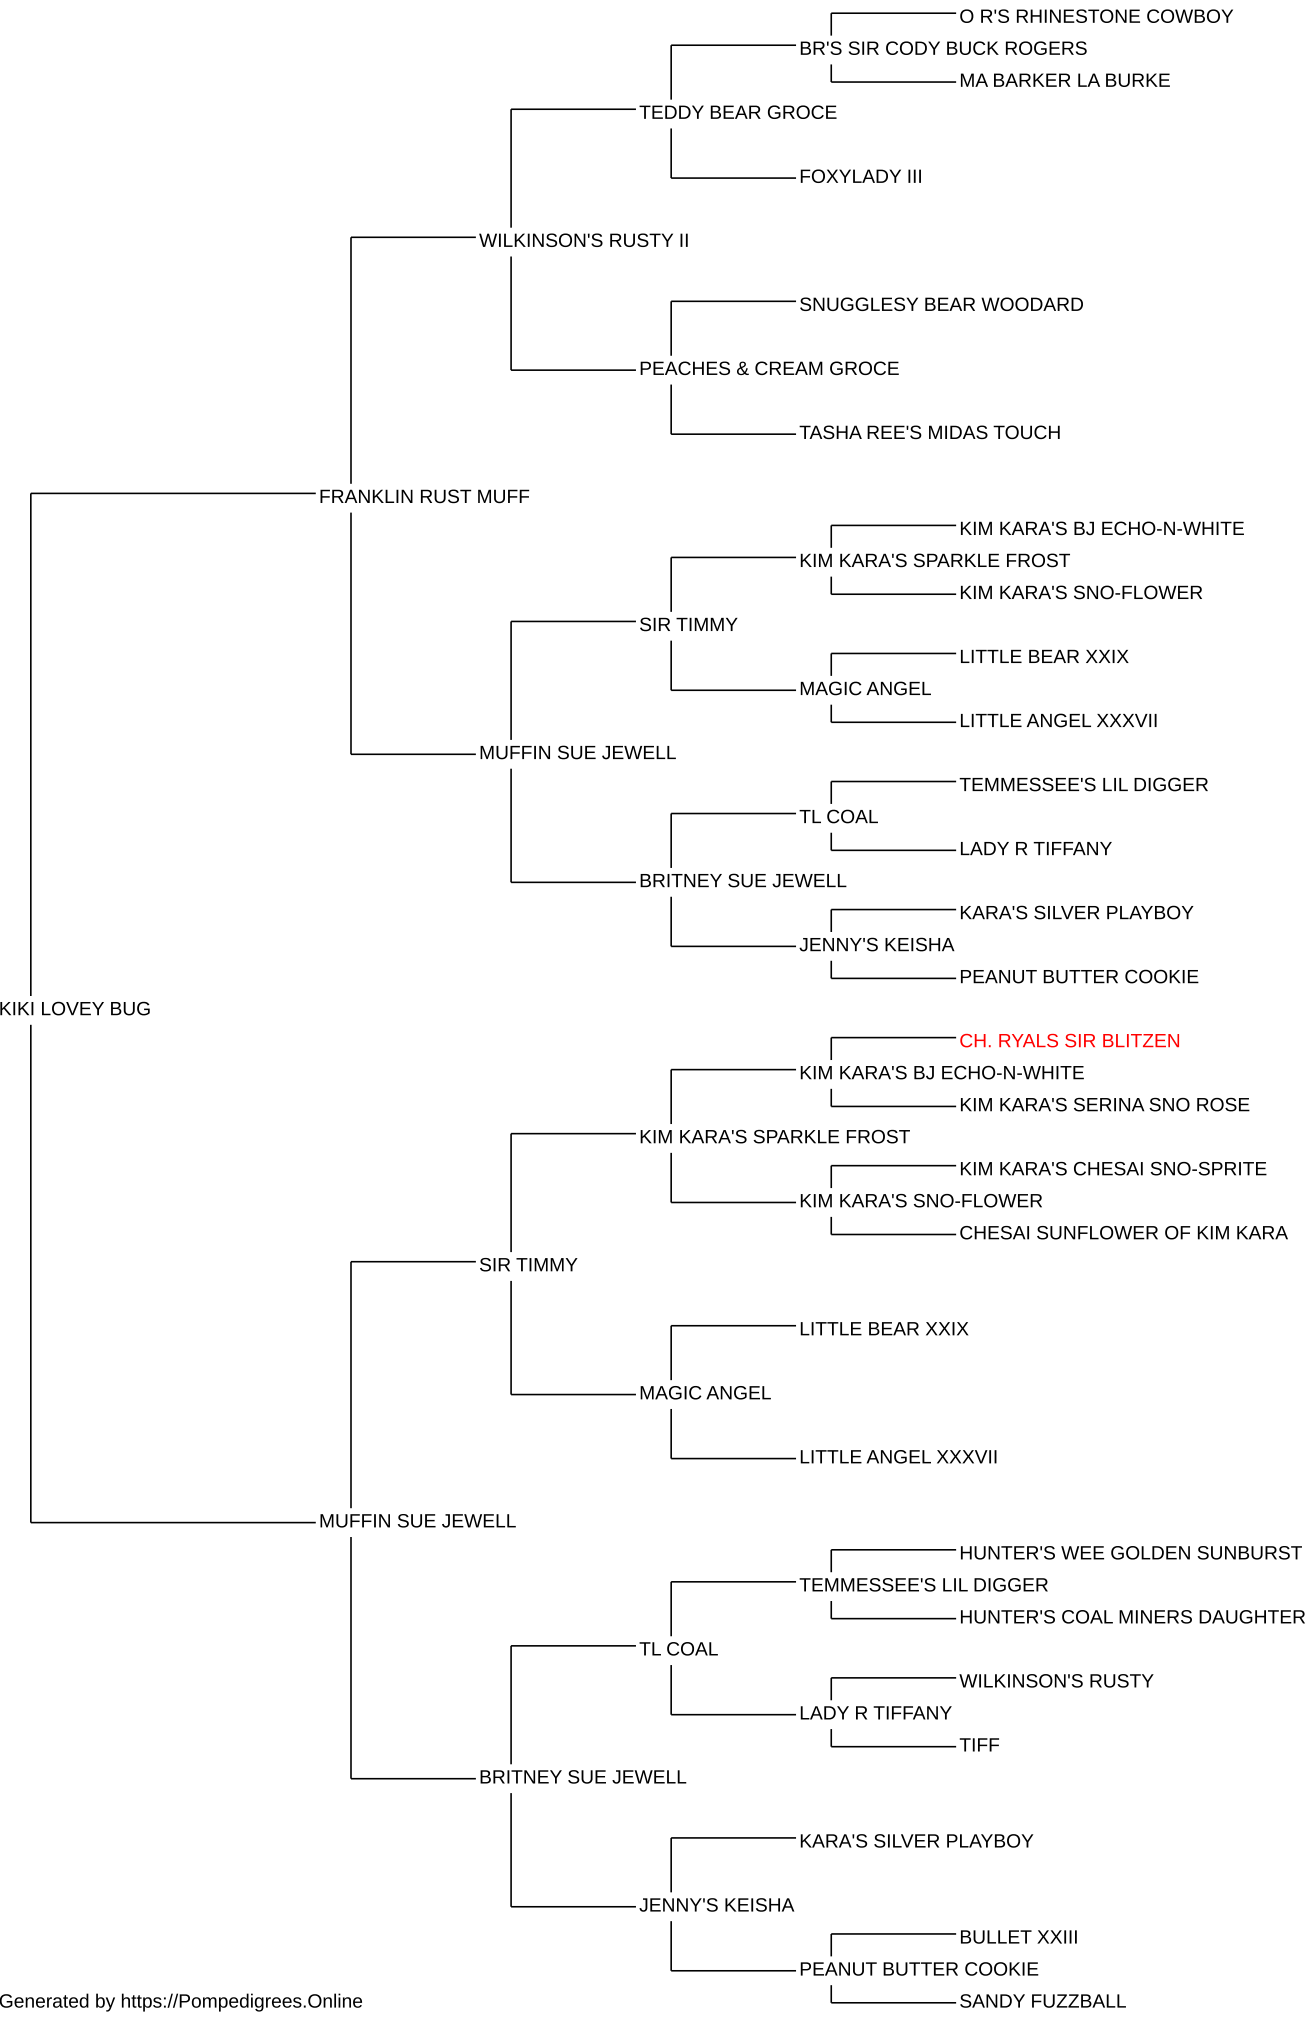 O R'S RHINESTONE COWBOY
BR'S SIR CODY BUCK ROGERS
MA BARKER LA BURKE
TEDDY BEAR GROCE
FOXYLADY III
WILKINSON'S RUSTY II
SNUGGLESY BEAR WOODARD
PEACHES & CREAM GROCE
TASHA REE'S MIDAS TOUCH
FRANKLIN RUST MUFF
KIM KARA'S BJ ECHO-N-WHITE
KIM KARA'S SPARKLE FROST
KIM KARA'S SNO-FLOWER
SIR TIMMY
LITTLE BEAR XXIX
MAGIC ANGEL
LITTLE ANGEL XXXVII
MUFFIN SUE JEWELL
TEMMESSEE'S LIL DIGGER
TL COAL
LADY R TIFFANY
BRITNEY SUE JEWELL
KARA'S SILVER PLAYBOY
JENNY'S KEISHA
PEANUT BUTTER COOKIE
KIKI LOVEY BUG
CH. RYALS SIR BLITZEN
KIM KARA'S BJ ECHO-N-WHITE
KIM KARA'S SERINA SNO ROSE
KIM KARA'S SPARKLE FROST
KIM KARA'S CHESAI SNO-SPRITE
KIM KARA'S SNO-FLOWER
CHESAI SUNFLOWER OF KIM KARA
SIR TIMMY
LITTLE BEAR XXIX
MAGIC ANGEL
LITTLE ANGEL XXXVII
MUFFIN SUE JEWELL
HUNTER'S WEE GOLDEN SUNBURST
TEMMESSEE'S LIL DIGGER
HUNTER'S COAL MINERS DAUGHTER
TL COAL
WILKINSON'S RUSTY
LADY R TIFFANY
TIFF
BRITNEY SUE JEWELL
KARA'S SILVER PLAYBOY
JENNY'S KEISHA
BULLET XXIII
PEANUT BUTTER COOKIE
SANDY FUZZBALL
Generated by https://Pompedigrees.Online